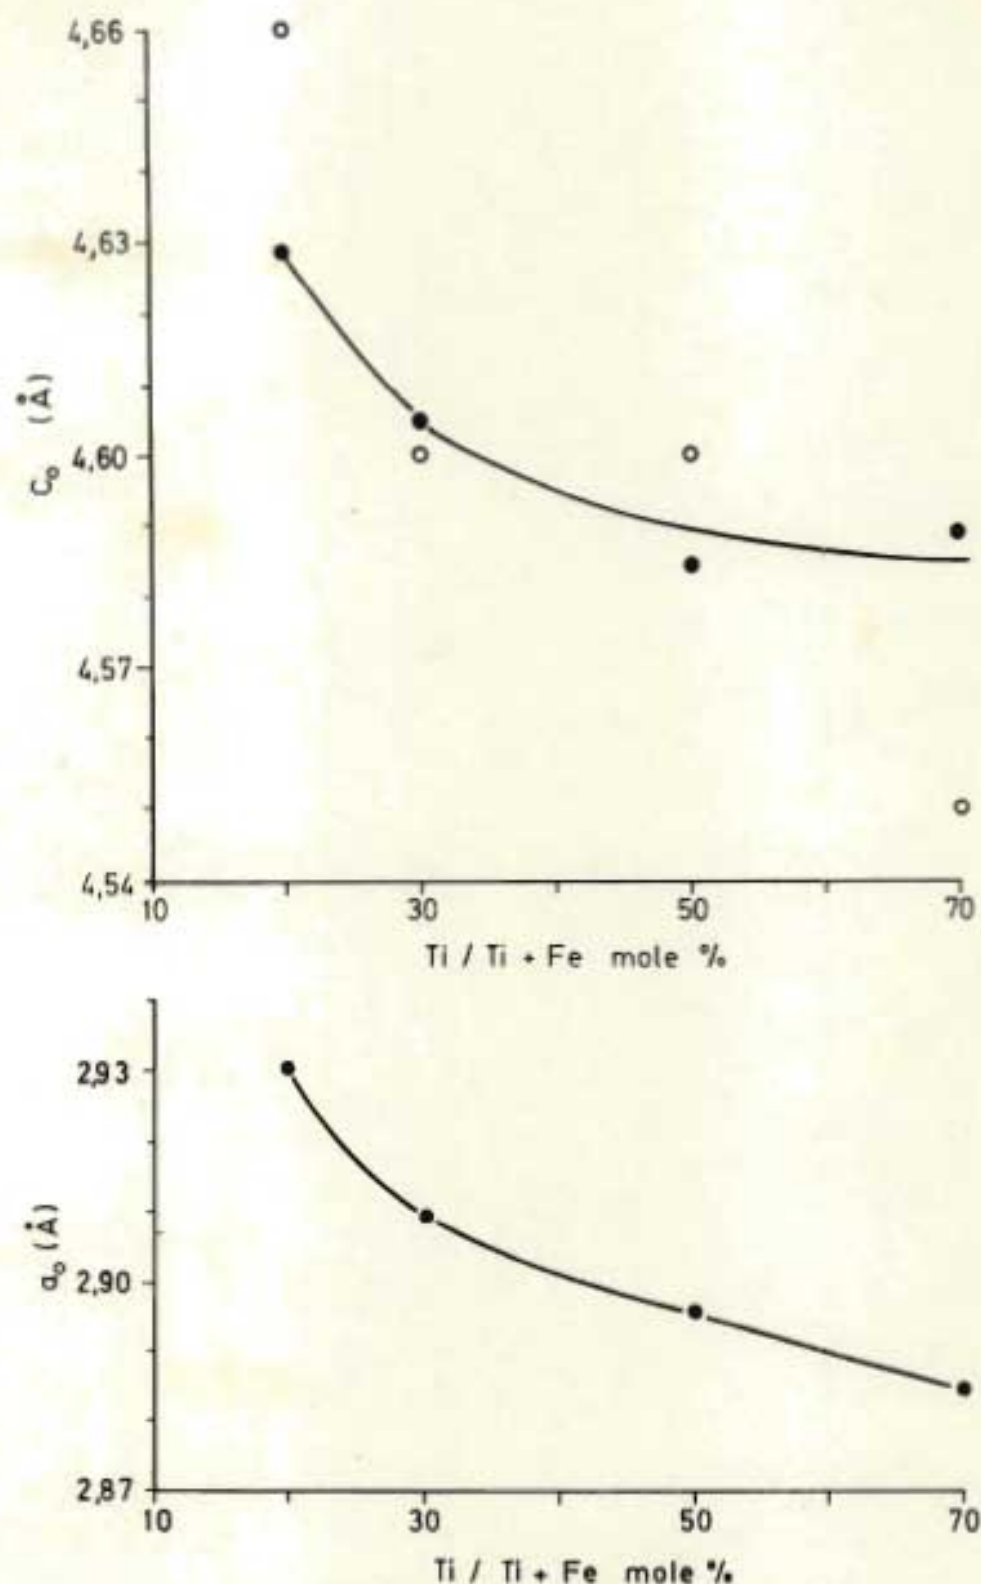 4,66
4,63
4,60
4,57
4,54
C₀ (Å)
10 30 50 70
Ti / Ti + Fe mole %
2,93
2,90
2,87
a₀ (Å)
10 30 50 70
Ti / Ti + Fe mole %